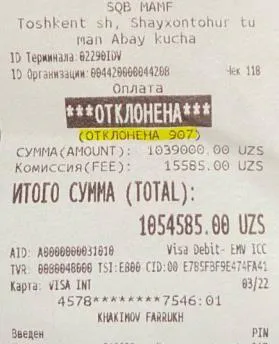 SQB MAMF
Toshkent sh, Shayxontohur tu
man Abay kucha
ID Терминала: 02290IDV
ID Организации: 00442000004420B Чек 118
Оплата
***ОТКЛОНЕНА***
(ОТКЛОНЕНА 907)
СУММА(AMOUNT): 1039000.00 UZS
Комиссия(FEE): 15585.00 UZS
ИТОГО СУММА (TOTAL):
1054585.00 UZS
AID: A0000000031010 Visa Debit- EMV ICC
TVR: 0080048000 TSI:E800 CID:00 E7B5FBF9E474FA41
Карта: VISA INT 03/22
4578********7546:01
KHAKIMOV FARRUKH
Введен PIN